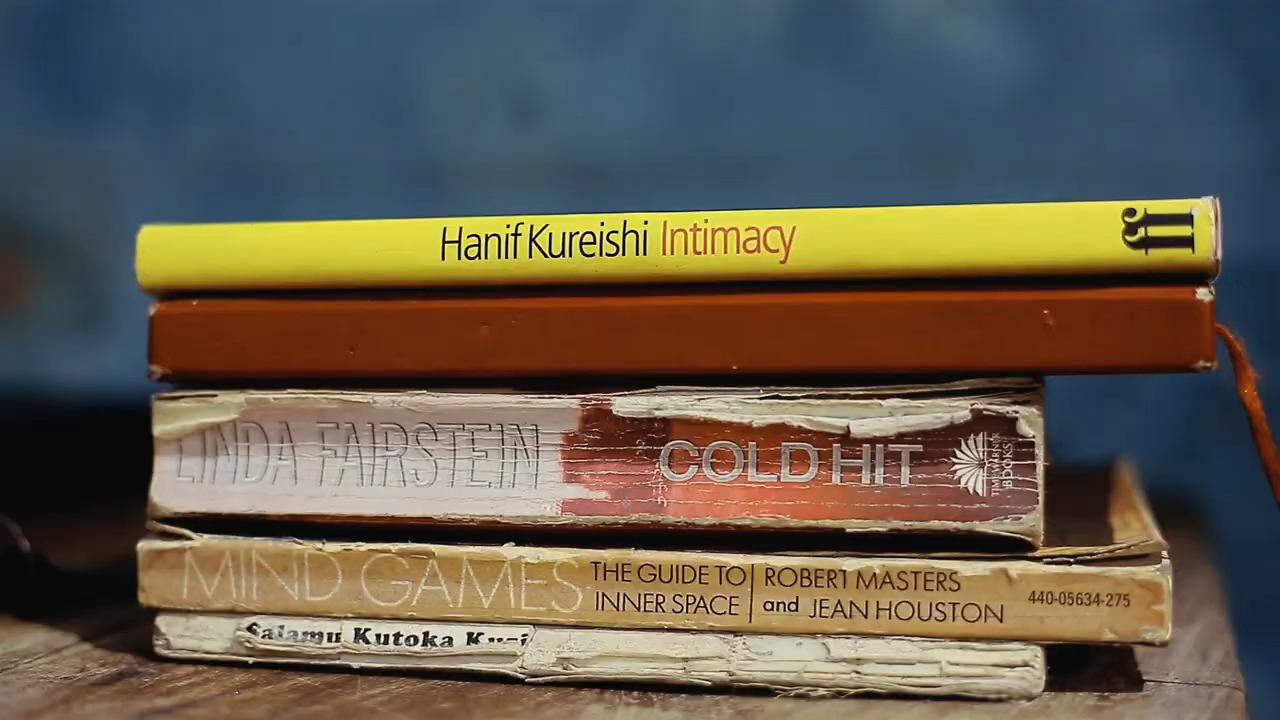 Hanif Kureishi Intimacy ff
LINDA FAIRSTEIN COLD HIT
TIME WARNER
BOOKS
MIND GAMES
THE GUIDE TO
INNER SPACE
ROBERT MASTERS
and JEAN HOUSTON
440-05634-275
Salamu Kutoka